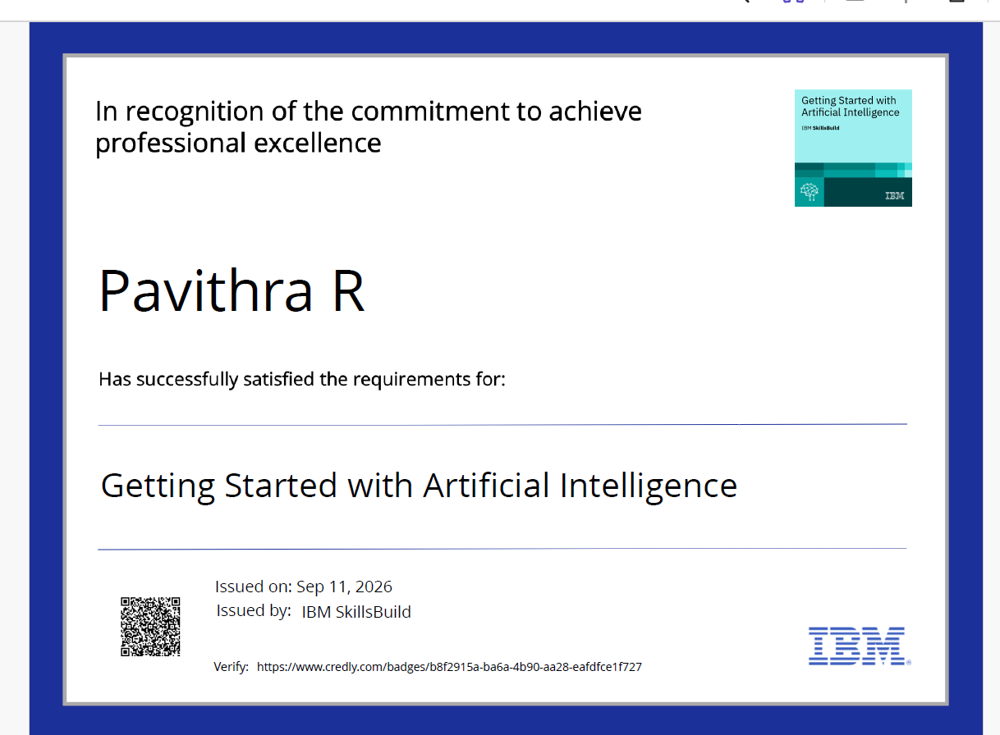 In recognition of the commitment to achieve
professional excellence
Getting Started with
Artificial Intelligence
IBM SkillsBuild
IBM
Pavithra R
Has successfully satisfied the requirements for:
Getting Started with Artificial Intelligence
Issued on: Sep 11, 2026
Issued by: IBM SkillsBuild
Verify: https://www.credly.com/badges/b8f2915a-ba6a-4b90-aa28-eafdfce1f727
IBM®